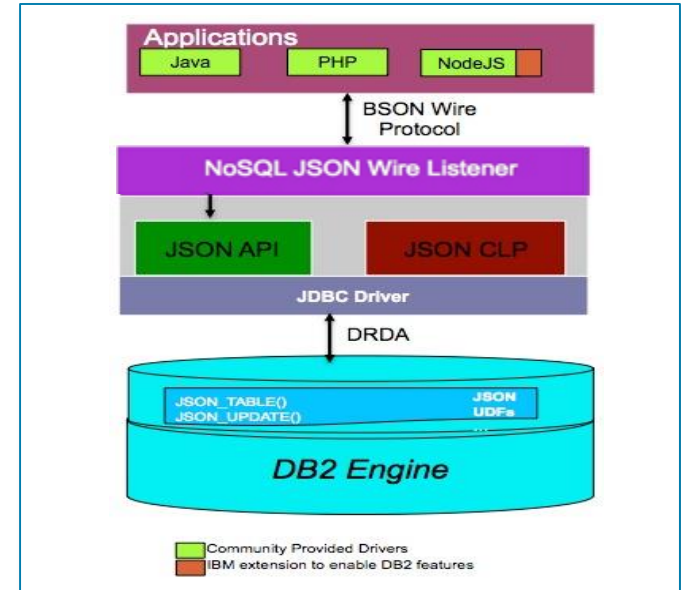 Applications
Java PHP NodeJS
BSON Wire
Protocol
NoSQL JSON Wire Listener
JSON API JSON CLP
JDBC Driver
DRDA
JSON_TABLE() JSON
JSON_UPDATE() UDFs
...
DB2 Engine
Community Provided Drivers
IBM extension to enable DB2 features